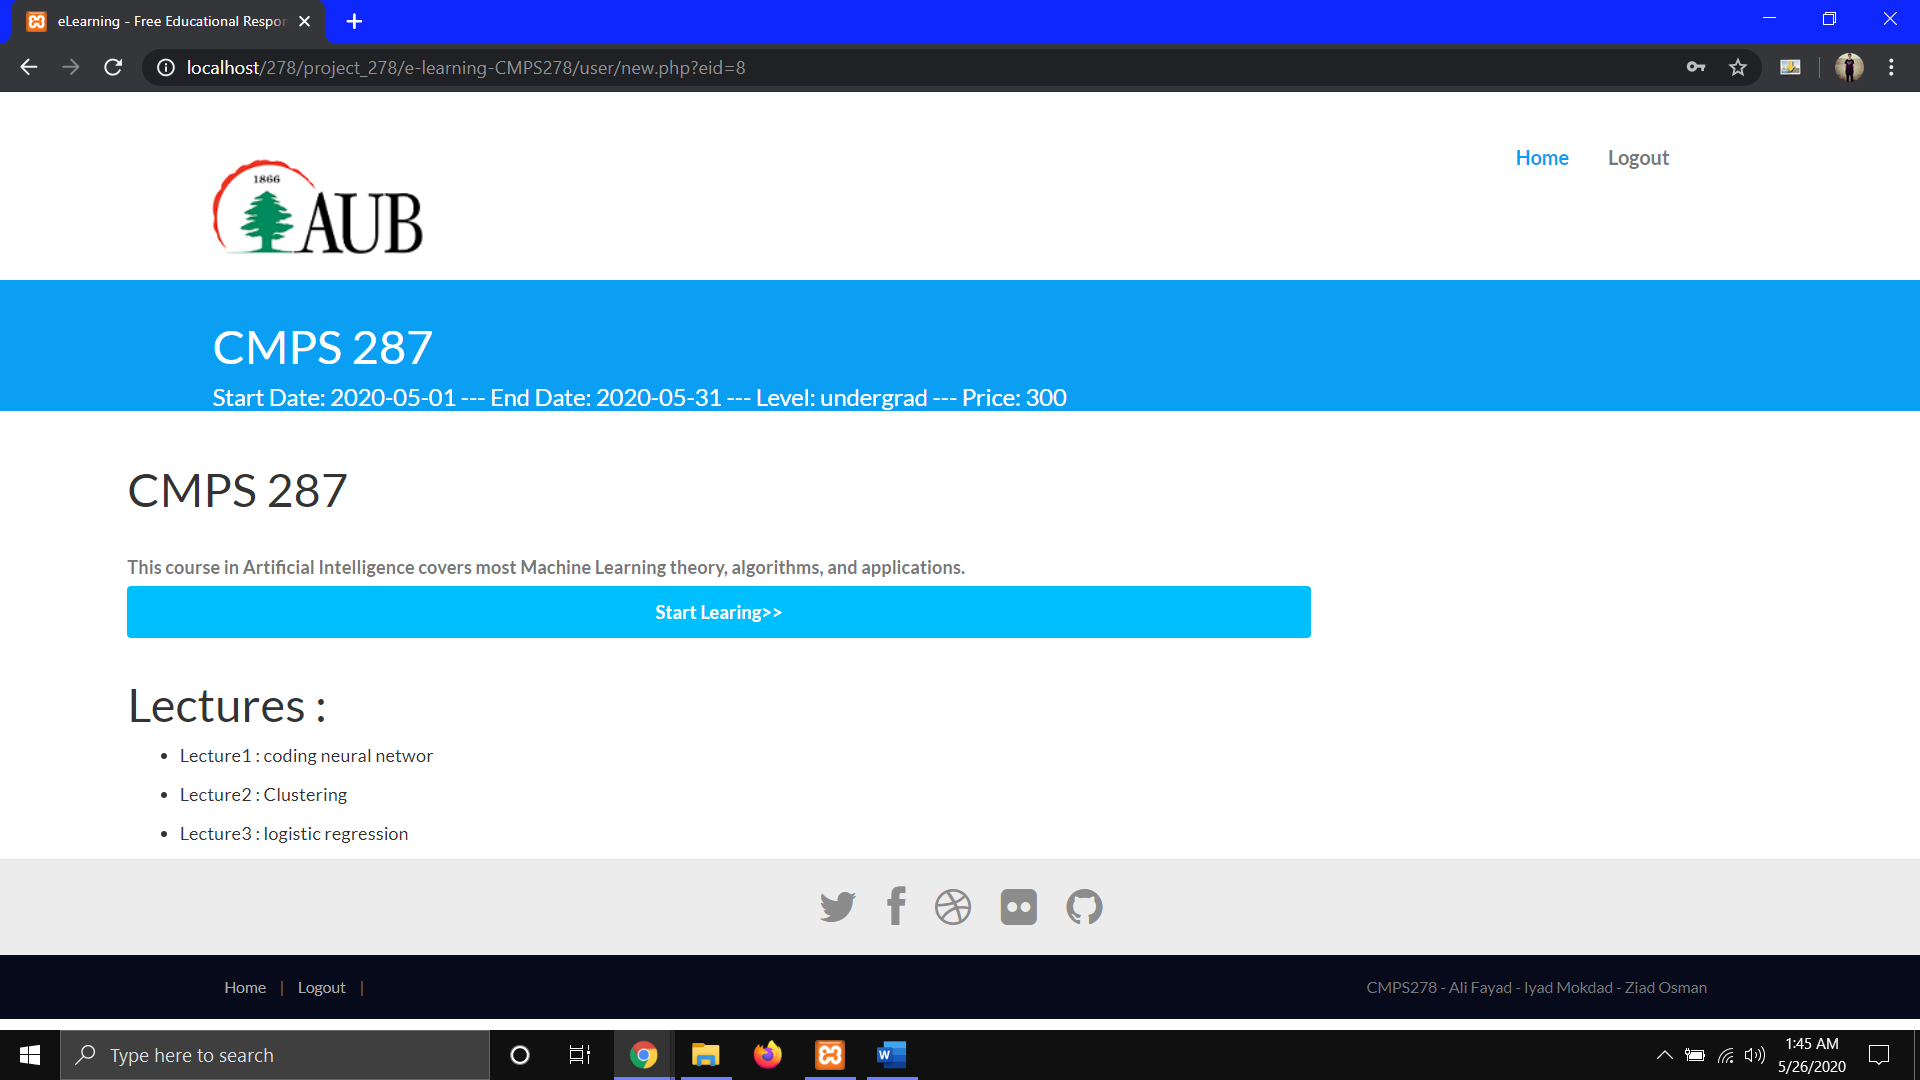 eLearning - Free Educational Respor
localhost/278/project_278/e-learning-CMPS278/user/new.php?eid=8
Home Logout
1866
AUB
CMPS 287
Start Date: 2020-05-01 --- End Date: 2020-05-31 --- Level: undergrad --- Price: 300
CMPS 287
This course in Artificial Intelligence covers most Machine Learning theory, algorithms, and applications.
Start Learing>>
Lectures :
• Lecture1 : coding neural networ
• Lecture2 : Clustering
• Lecture3 : logistic regression
Home | Logout |
CMPS278 - Ali Fayad - Iyad Mokdad - Ziad Osman
Type here to search
W
1:45 AM
5/26/2020